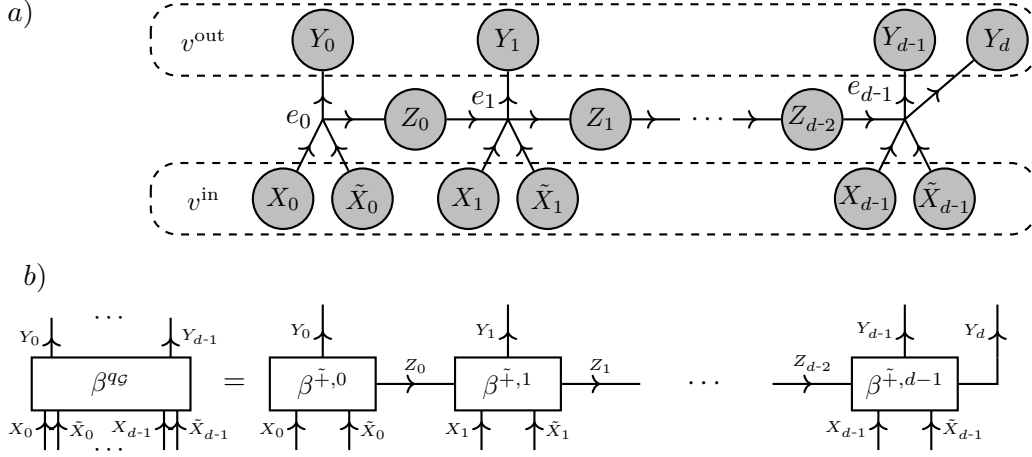 a)
v^out Y_0 Y_1 Y_{d-1} Y_d
e_0 Z_0 e_1 Z_1 ··· Z_{d-2} e_{d-1}
v^in X_0 X̃_0 X_1 X̃_1 X_{d-1} X̃_{d-1}
b)
Y_0 ··· Y_{d-1} Y_0 Y_1 Y_{d-1} Y_d
β^{q_𝒢} = β^{+̃,0} Z_0 β^{+̃,1} Z_1 ··· Z_{d-2} β^{+̃,d−1}
X_0 X̃_0 X_{d-1} X̃_{d-1} X_0 X̃_0 X_1 X̃_1 X_{d-1} X̃_{d-1}
···